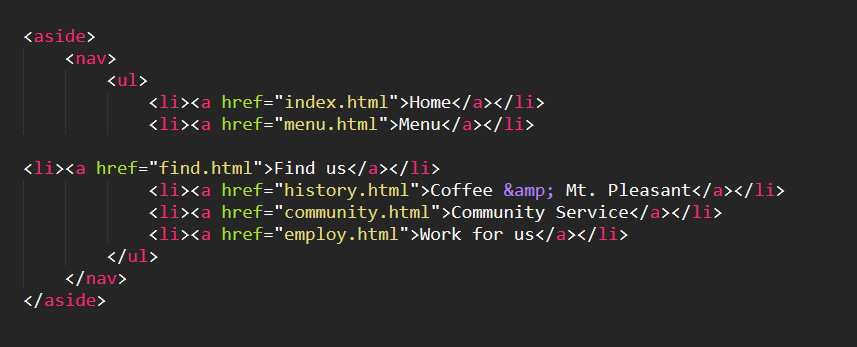 <aside>
    <nav>
        <ul>
            <li><a href="index.html">Home</a></li>
            <li><a href="menu.html">Menu</a></li>

<li><a href="find.html">Find us</a></li>
            <li><a href="history.html">Coffee &amp; Mt. Pleasant</a></li>
            <li><a href="community.html">Community Service</a></li>
            <li><a href="employ.html">Work for us</a></li>
        </ul>
    </nav>
</aside>